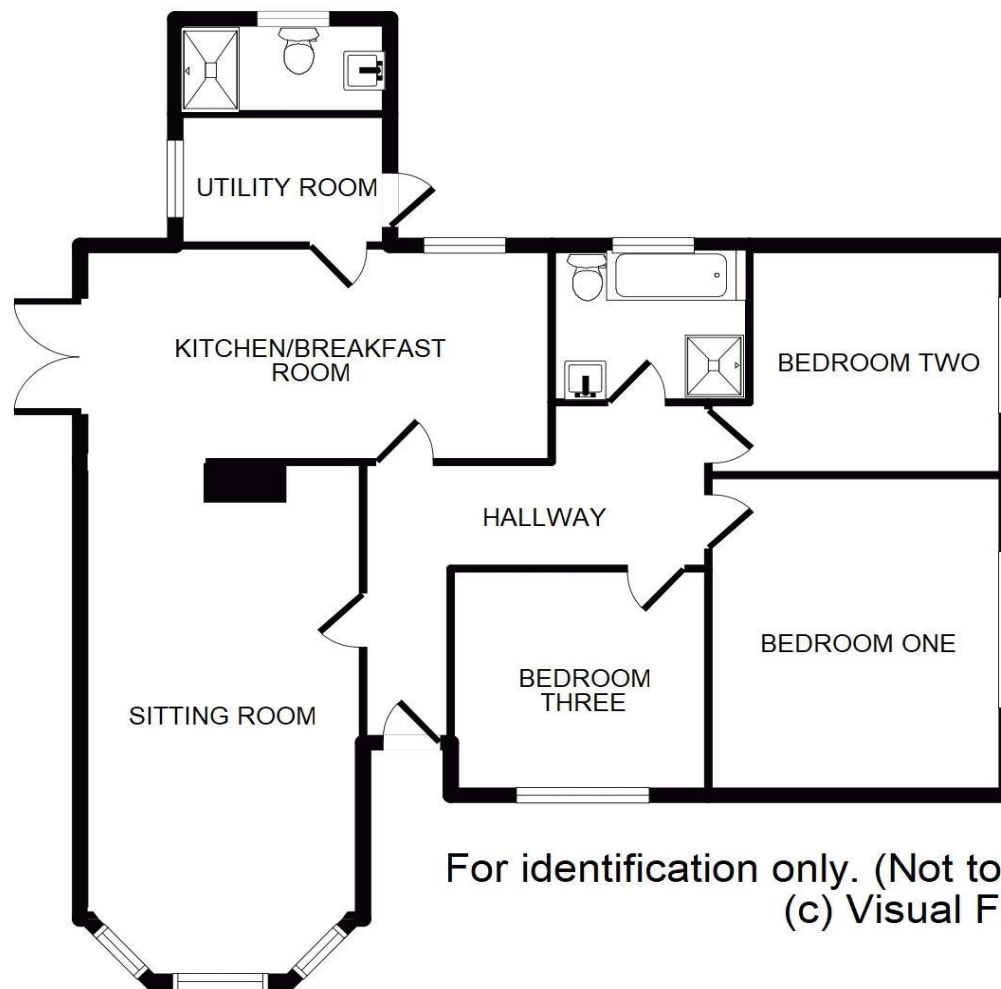 UTILITY ROOM
KITCHEN/BREAKFAST
ROOM
BEDROOM TWO
HALLWAY
BEDROOM ONE
BEDROOM
THREE
SITTING ROOM
For identification only. (Not to
(c) Visual F